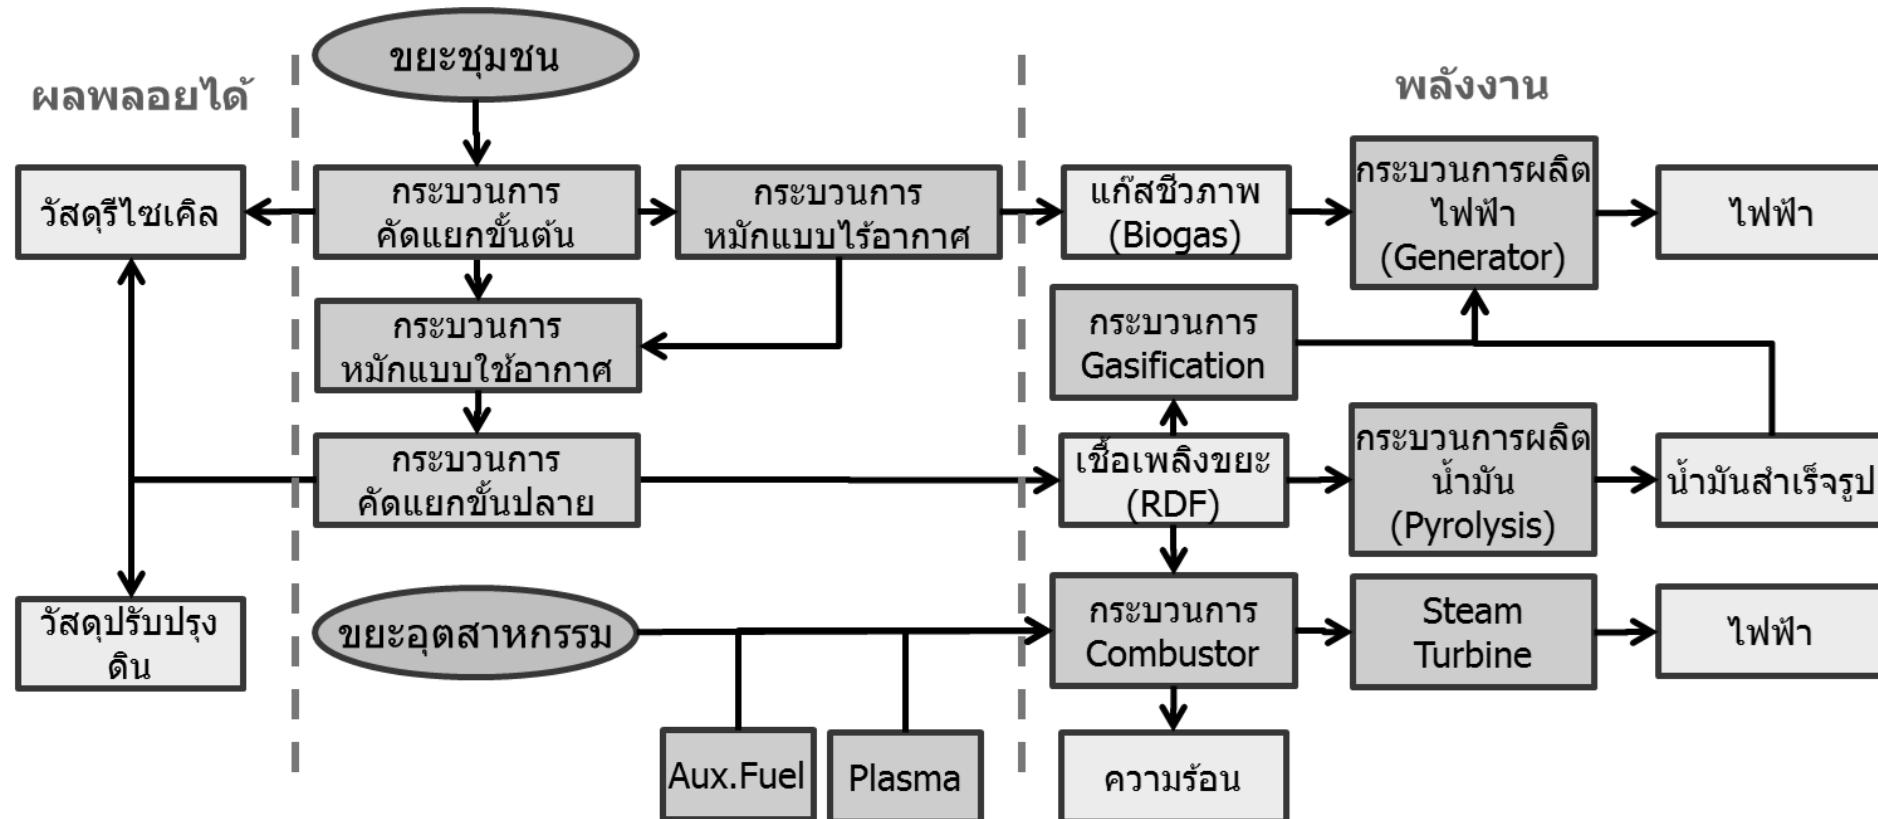 ขยะชุมชน
ผลพลอยได้
พลังงาน
วัสดุรีไซเคิล
กระบวนการ
คัดแยกขั้นต้น
กระบวนการ
หมักแบบไร้อากาศ
แก๊สชีวภาพ
(Biogas)
กระบวนการผลิต
ไฟฟ้า
(Generator)
ไฟฟ้า
กระบวนการ
หมักแบบใช้อากาศ
กระบวนการ
Gasification
กระบวนการ
คัดแยกขั้นปลาย
เชื้อเพลิงขยะ
(RDF)
กระบวนการผลิต
น้ำมัน
(Pyrolysis)
น้ำมันสำเร็จรูป
วัสดุปรับปรุง
ดิน
ขยะอุตสาหกรรม
กระบวนการ
Combustor
Steam
Turbine
ไฟฟ้า
Aux.Fuel
Plasma
ความร้อน